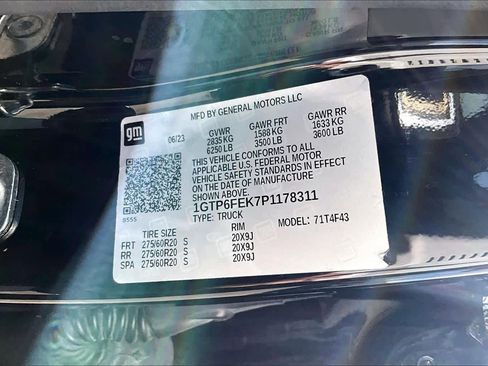 MFD BY GENERAL MOTORS LLC
gm
06/23 GVWR GAWR FRT GAWR RR
2835 KG 1588 KG 1633 KG
6250 LB 3500 LB 3600 LB
THIS VEHICLE CONFORMS TO ALL
APPLICABLE U.S. FEDERAL MOTOR
VEHICLE SAFETY STANDARDS IN EFFECT
ON THE DATE OF MANUFACTURE SHOWN ABOVE.
1GTP6FEK7P1178311
TYPE: TRUCK MODEL: 71T4F43
TIRE SIZE RIM
FRT 275/60R20 S 20X9J
RR 275/60R20 S 20X9J
SPA 275/60R20 S 20X9J